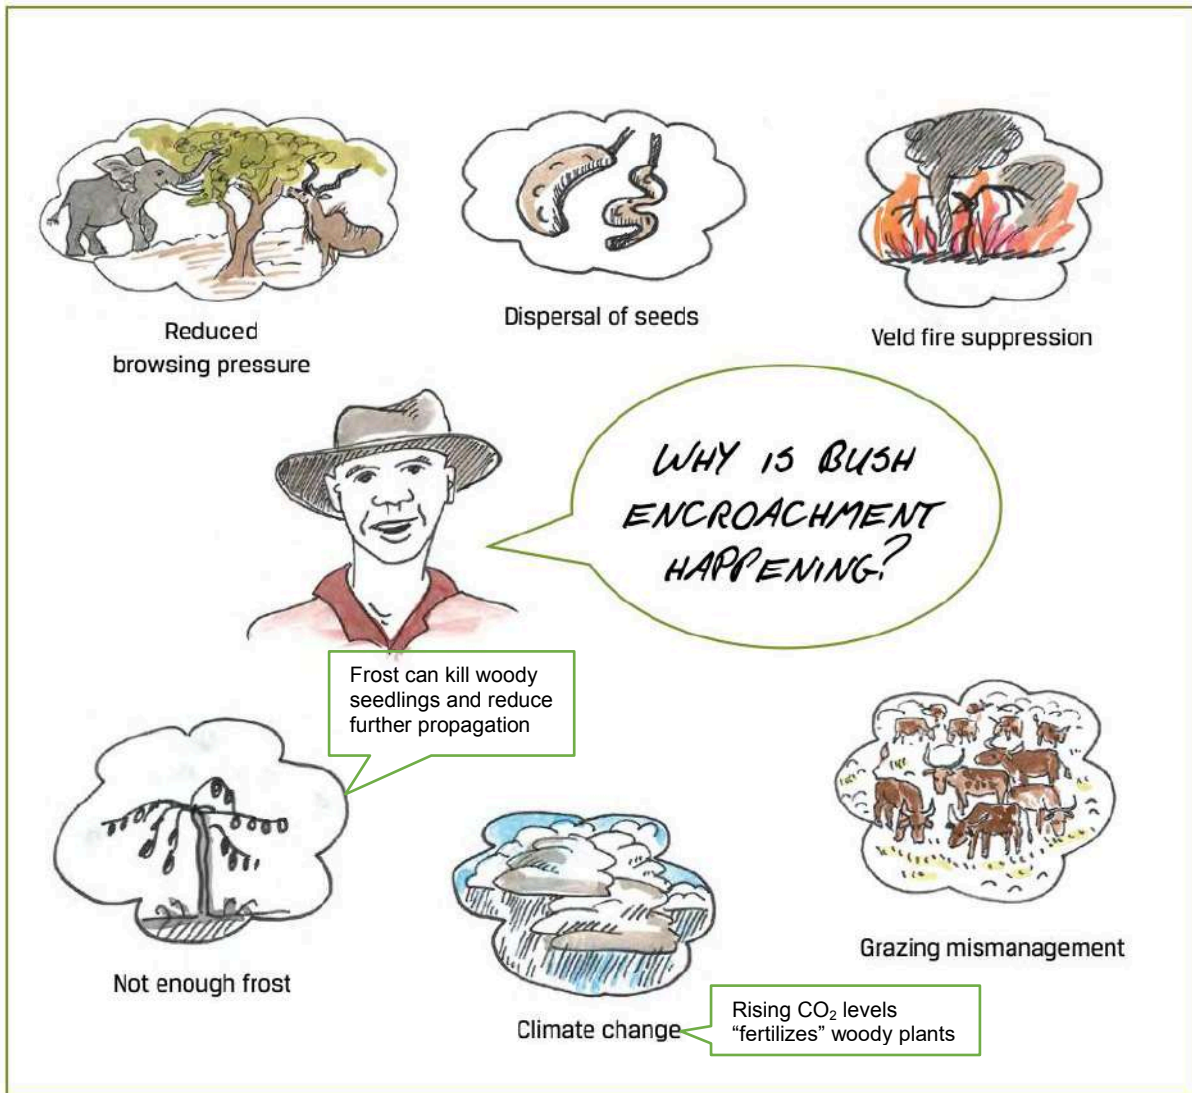 Reduced
browsing pressure
Dispersal of seeds
Veld fire suppression
WHY IS BUSH
ENCROACHMENT
HAPPENING?
Frost can kill woody
seedlings and reduce
further propagation
Not enough frost
Climate change
Rising CO₂ levels
“fertilizes” woody plants
Grazing mismanagement